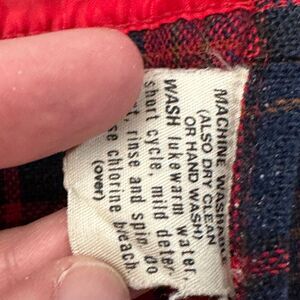 MACHINE WASHABLE
(ALSO DRY CLEAN
OR HAND WASH)
WASH lukewarm water,
short cycle, mild deter-
rinse and spin, do
chlorine bleach
(over)